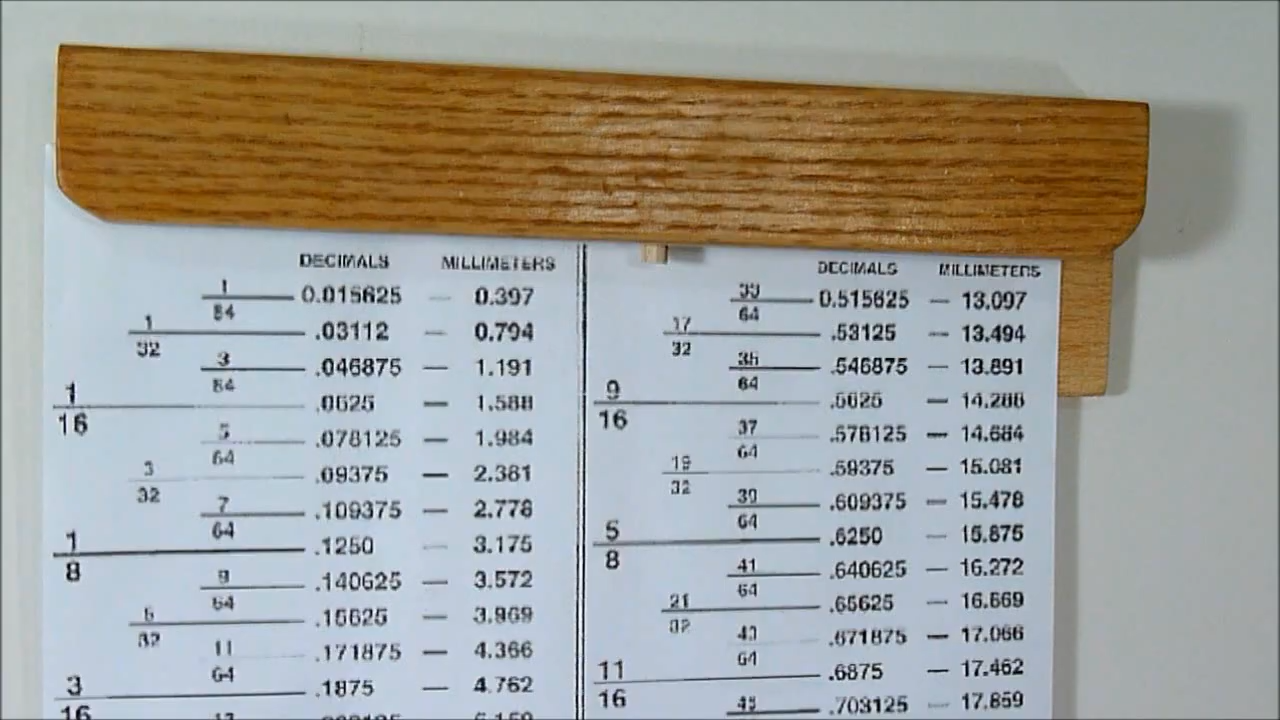 DECIMALS MILLIMETERS
1/64 0.015625 — 0.397
1/32 .03112 — 0.794
3/64 .046875 — 1.191
1/16 .0625 — 1.588
5/64 .078125 — 1.984
3/32 .09375 — 2.381
7/64 .109375 — 2.778
1/8 .1250 — 3.175
9/64 .140625 — 3.572
5/32 .15625 — 3.969
11/64 .171875 — 4.366
3/16 .1875 — 4.762
DECIMALS MILLIMETERS
33/64 0.515625 — 13.097
17/32 .53125 — 13.494
35/64 .546875 — 13.891
9/16 .5625 — 14.288
37/64 .578125 — 14.684
19/32 .59375 — 15.081
39/64 .609375 — 15.478
5/8 .6250 — 15.875
41/64 .640625 — 16.272
21/32 .65625 — 16.669
43/64 .671875 — 17.066
11/16 .6875 — 17.462
45 .703125 — 17.859